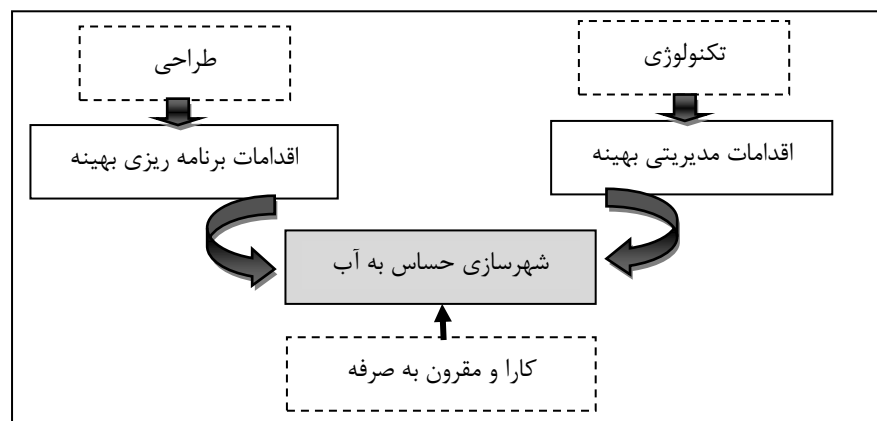 تکنولوژی
طراحی
اقدامات مدیریتی بهینه
اقدامات برنامه ریزی بهینه
شهرسازی حساس به آب
کارا و مقرون به صرفه